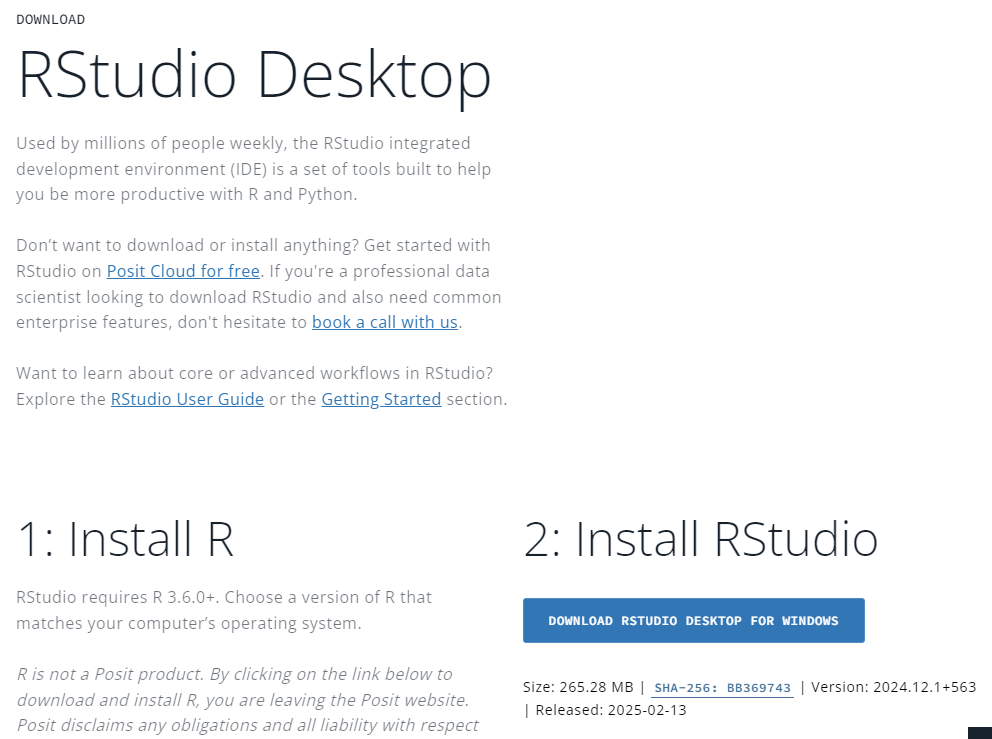 DOWNLOAD
RStudio Desktop
Used by millions of people weekly, the RStudio integrated
development environment (IDE) is a set of tools built to help
you be more productive with R and Python.
Don’t want to download or install anything? Get started with
RStudio on Posit Cloud for free. If you're a professional data
scientist looking to download RStudio and also need common
enterprise features, don't hesitate to book a call with us.
Want to learn about core or advanced workflows in RStudio?
Explore the RStudio User Guide or the Getting Started section.
1: Install R
RStudio requires R 3.6.0+. Choose a version of R that
matches your computer’s operating system.
R is not a Posit product. By clicking on the link below to
download and install R, you are leaving the Posit website.
Posit disclaims any obligations and all liability with respect
2: Install RStudio
DOWNLOAD RSTUDIO DESKTOP FOR WINDOWS
Size: 265.28 MB | SHA-256: BB369743 | Version: 2024.12.1+563
| Released: 2025-02-13